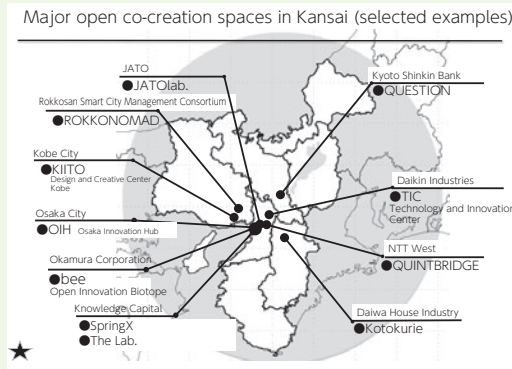 Major open co-creation spaces in Kansai (selected examples)
JATO
●JATOlab.
Rokkosan Smart City Management Consortium
●ROKKONOMAD
Kobe City
●KIITO
Design and Creative Center
Kobe
Osaka City
●OIH Osaka Innovation Hub
Okamura Corporation
●bee
Open Innovation Biotope
Knowledge Capital
●SpringX
●The Lab.
Kyoto Shinkin Bank
●QUESTION
Daikin Industries
●TIC
Technology and Innovation
Center
NTT West
●QUINTBRIDGE
Daiwa House Industry
●Kotokurie